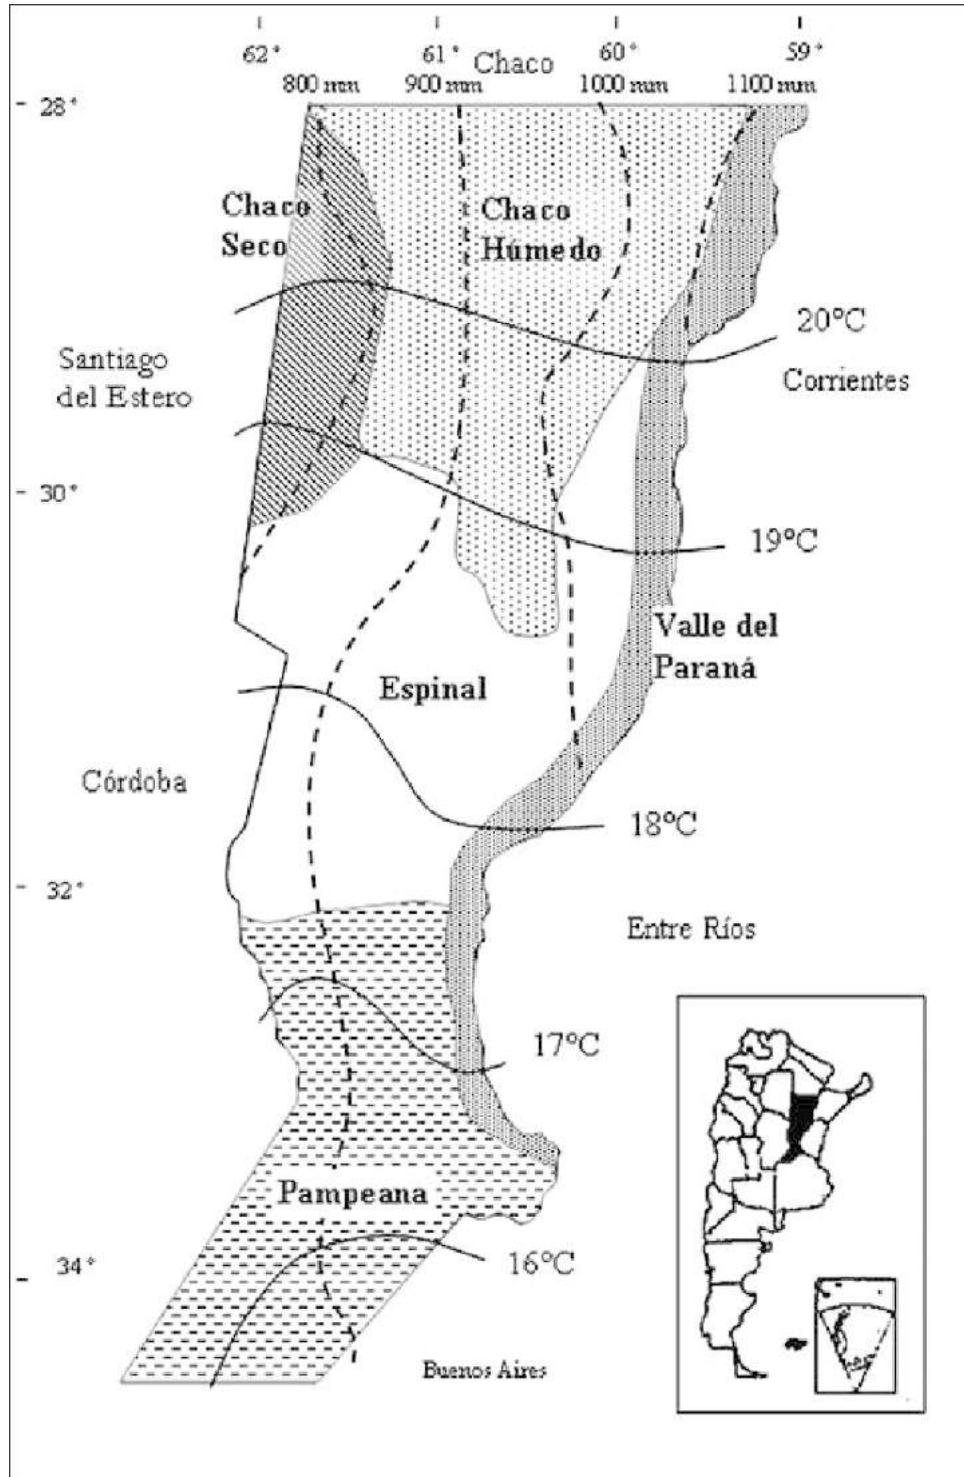 62°
61°
60°
59°
Chaco
800 mm
900 mm
1000 mm
1100 mm
28°
Chaco
Seco
Chaco
Húmedo
20°C
Santiago
del Estero
Corrientes
30°
19°C
Valle del
Paraná
Espinal
Córdoba
18°C
32°
Entre Ríos
17°C
Pampeana
34°
16°C
Buenos Aires